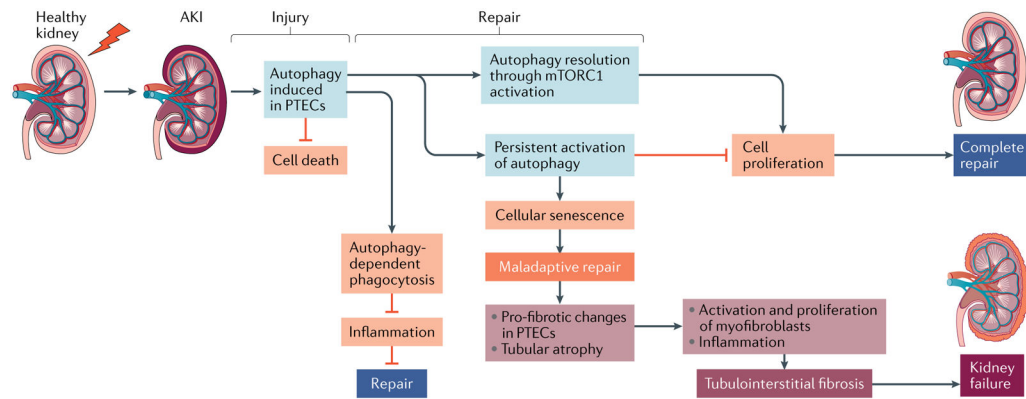 Healthy
kidney
AKI
Injury
Repair
Autophagy
induced
in PTECs
Cell death
Autophagy-
dependent
phagocytosis
Inflammation
Repair
Autophagy resolution
through mTORC1
activation
Persistent activation
of autophagy
Cellular senescence
Maladaptive repair
• Pro-fibrotic changes
in PTECs
• Tubular atrophy
Cell
proliferation
Complete
repair
• Activation and proliferation
of myofibroblasts
• Inflammation
Tubulointerstitial fibrosis
Kidney
failure